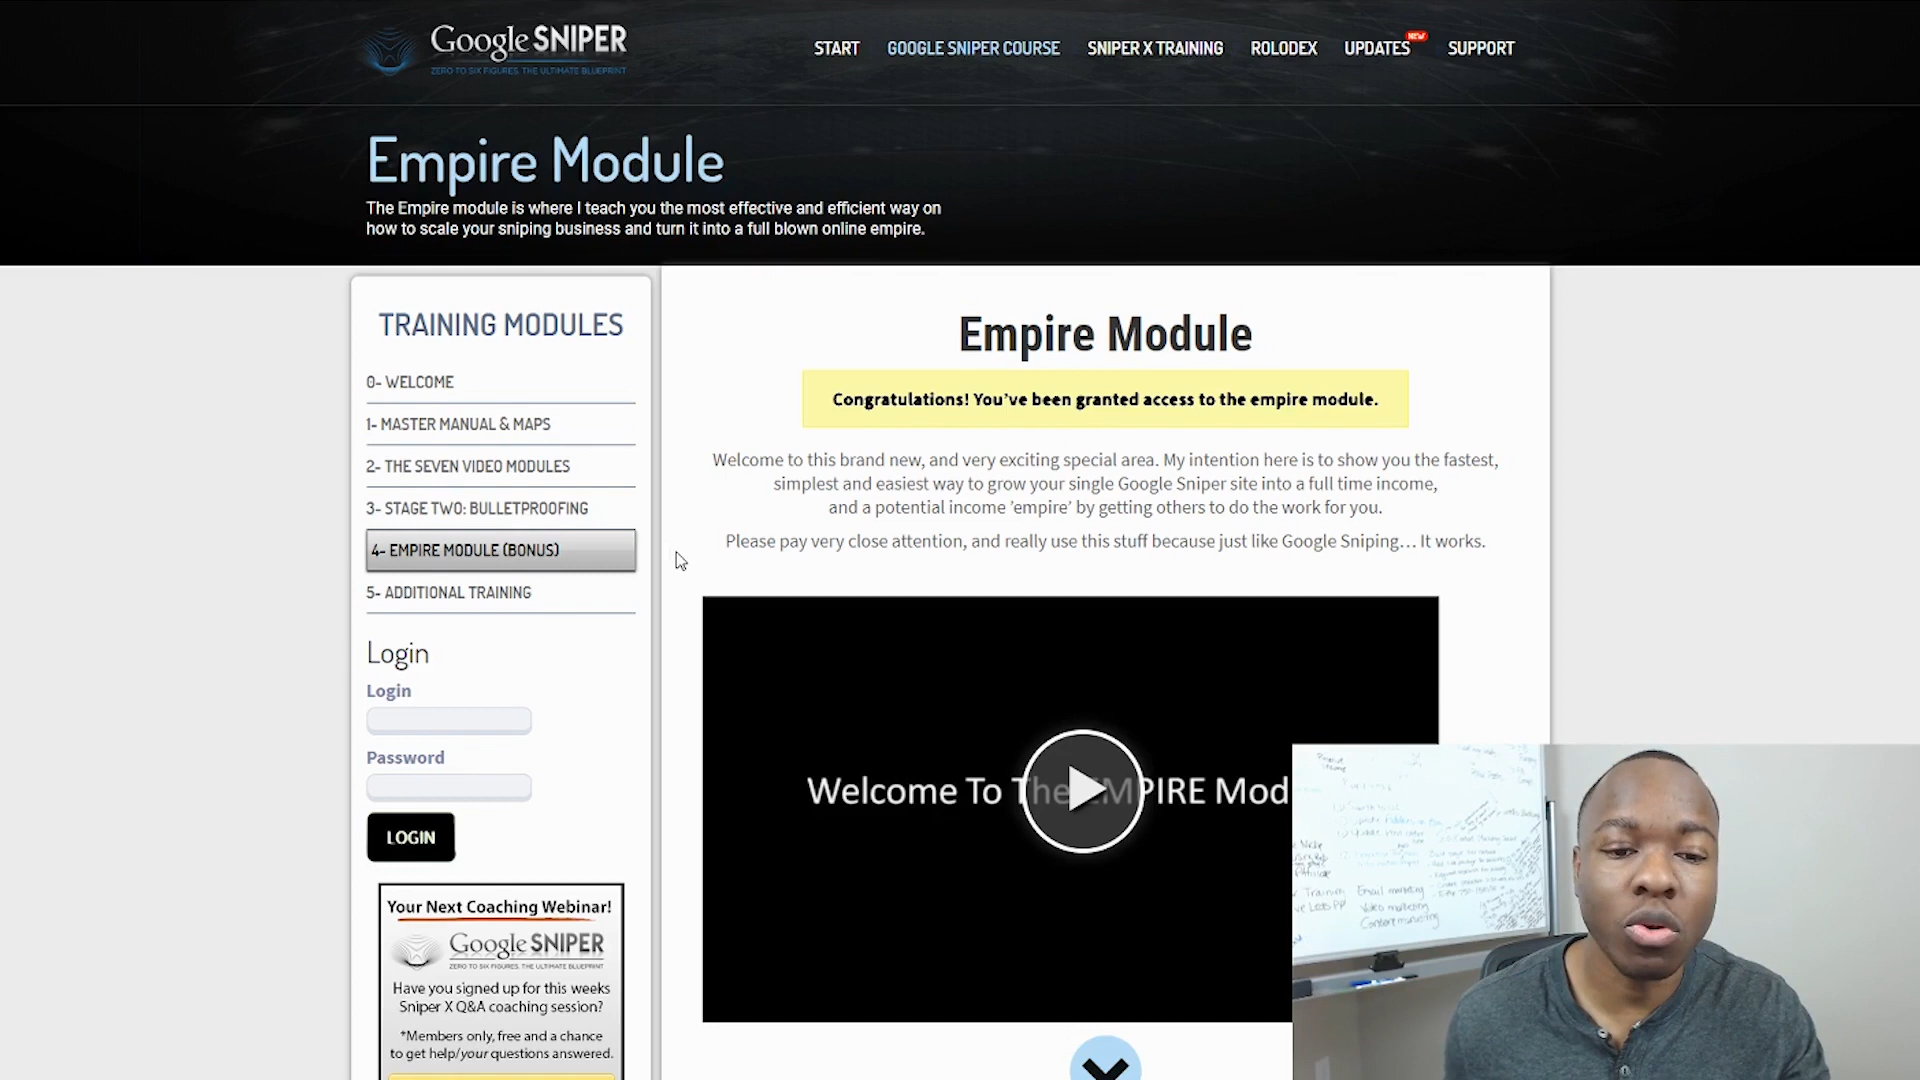 Google SNIPER
ZERO TO SIX FIGURES, THE ULTIMATE BLUEPRINT
START GOOGLE SNIPER COURSE SNIPER X TRAINING ROLODEX UPDATES NEW SUPPORT
Empire Module
The Empire module is where I teach you the most effective and efficient way on
how to scale your sniping business and turn it into a full blown online empire.
TRAINING MODULES
0- WELCOME
1- MASTER MANUAL & MAPS
2- THE SEVEN VIDEO MODULES
3- STAGE TWO: BULLETPROOFING
4- EMPIRE MODULE (BONUS)
5- ADDITIONAL TRAINING
Login
Login
Password
LOGIN
Your Next Coaching Webinar!
Google SNIPER
ZERO TO SIX FIGURES, THE ULTIMATE BLUEPRINT
Have you signed up for this weeks
Sniper X Q&A coaching session?
*Members only, free and a chance
to get help/your questions answered.
Empire Module
Congratulations! You've been granted access to the empire module.
Welcome to this brand new, and very exciting special area. My intention here is to show you the fastest,
simplest and easiest way to grow your single Google Sniper site into a full time income,
and a potential income 'empire' by getting others to do the work for you.
Please pay very close attention, and really use this stuff because just like Google Sniping... It works.
Welcome To The EMPIRE Mod
Training
Email marketing
Video marketing
Content marketing